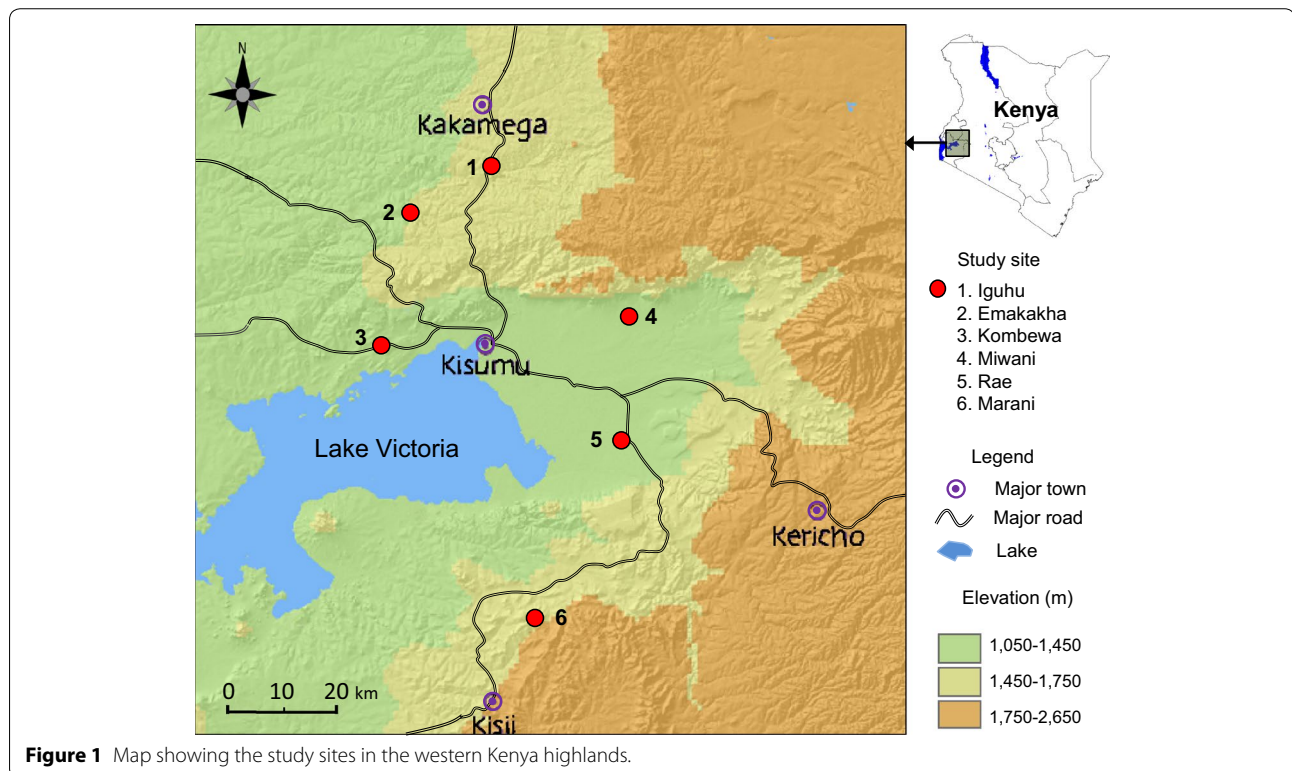 N
Kakamega
1
2
3
4
Kisumu
Lake Victoria
5
Kericho
6
0 10 20 km
Kisii
Kenya
Study site
1. Iguhu
2. Emakakha
3. Kombewa
4. Miwani
5. Rae
6. Marani
Legend
Major town
Major road
Lake
Elevation (m)
1,050-1,450
1,450-1,750
1,750-2,650
Figure 1 Map showing the study sites in the western Kenya highlands.